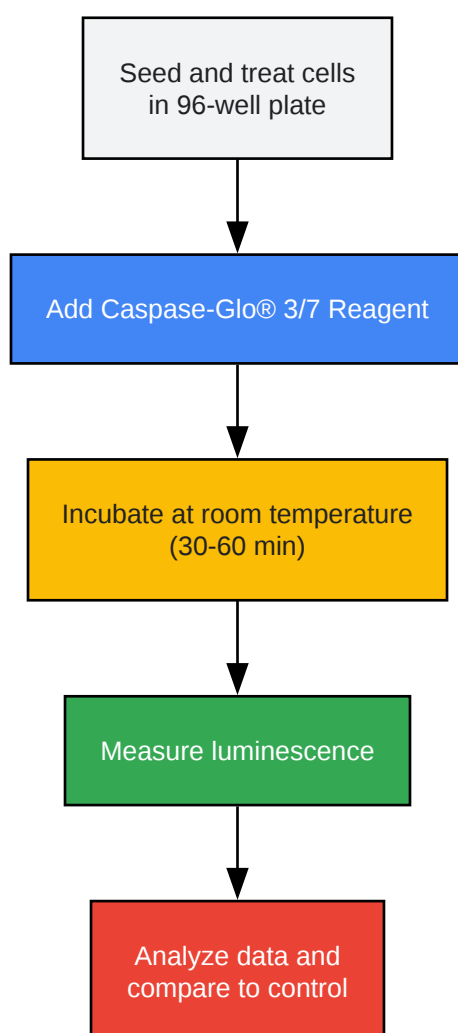 Seed and treat cells
in 96-well plate
Add Caspase-Glo® 3/7 Reagent
Incubate at room temperature
(30-60 min)
Measure luminescence
Analyze data and
compare to control